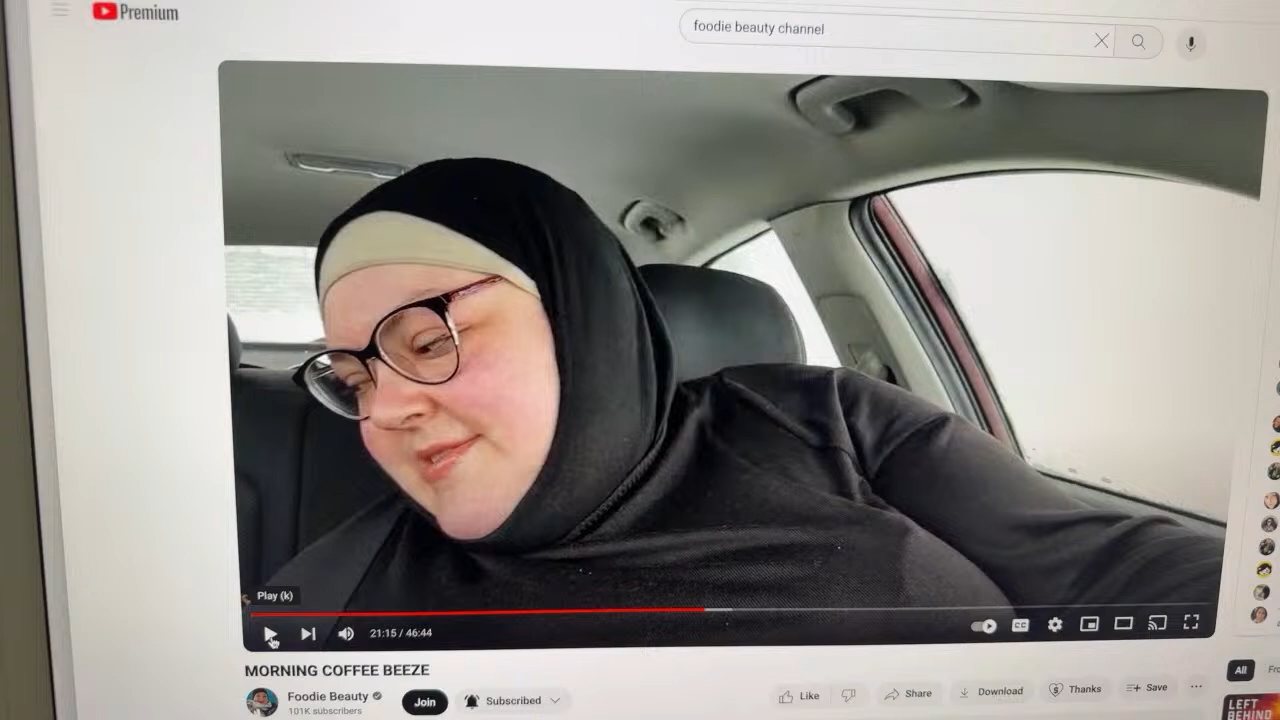 Premium
foodie beauty channel
Play (k)
21:15 / 46:44
CC
MORNING COFFEE BEEZE
Foodie Beauty
101K subscribers
Join
Subscribed
Like
Share
Download
Thanks
Save
All
LEFT
BEHIND